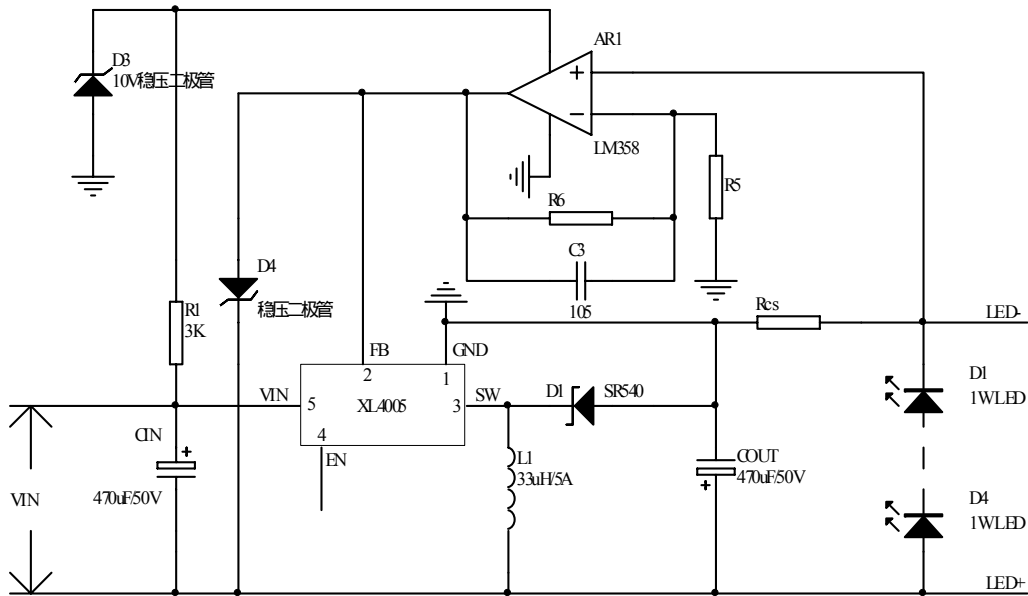 AR1
D3
10V稳压二极管
+
−
LM358
R5
R6
C3
105
D4
稳压二极管
R1
3K
Rcs
LED-
FB
GND
2
1
VIN
5
XL4005
3
SW
D1
SR540
4
EN
D1
1WLED
CIN
+
470uF/50V
L1
33uH/5A
COUT
470uF/50V
+
VIN
D4
1WLED
LED+